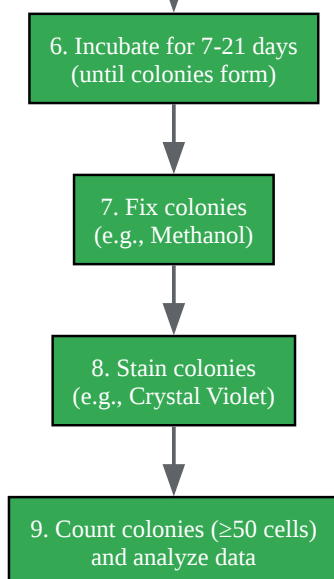 6. Incubate for 7-21 days
(until colonies form)
7. Fix colonies
(e.g., Methanol)
8. Stain colonies
(e.g., Crystal Violet)
9. Count colonies (≥50 cells)
and analyze data